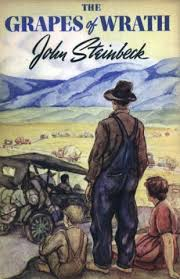 THE
GRAPES of WRATH
John Steinbeck